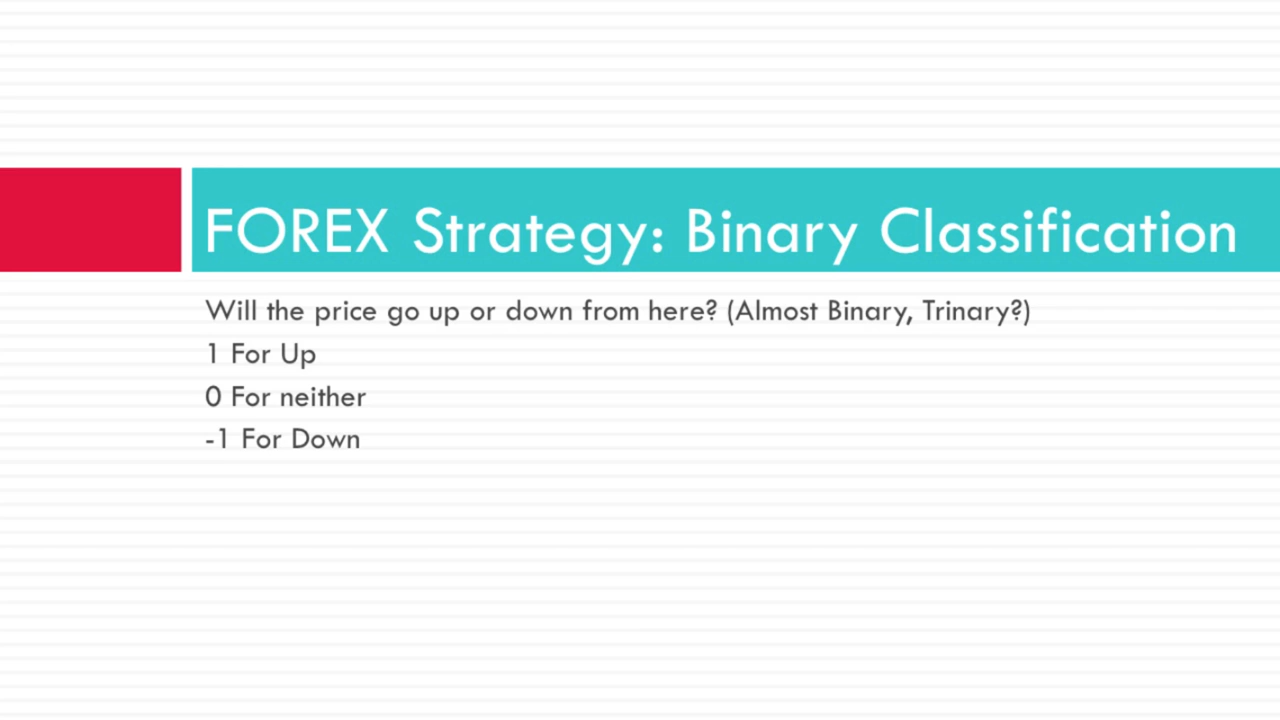 FOREX Strategy: Binary Classification
Will the price go up or down from here? (Almost Binary, Trinary?)
1 For Up
0 For neither
-1 For Down